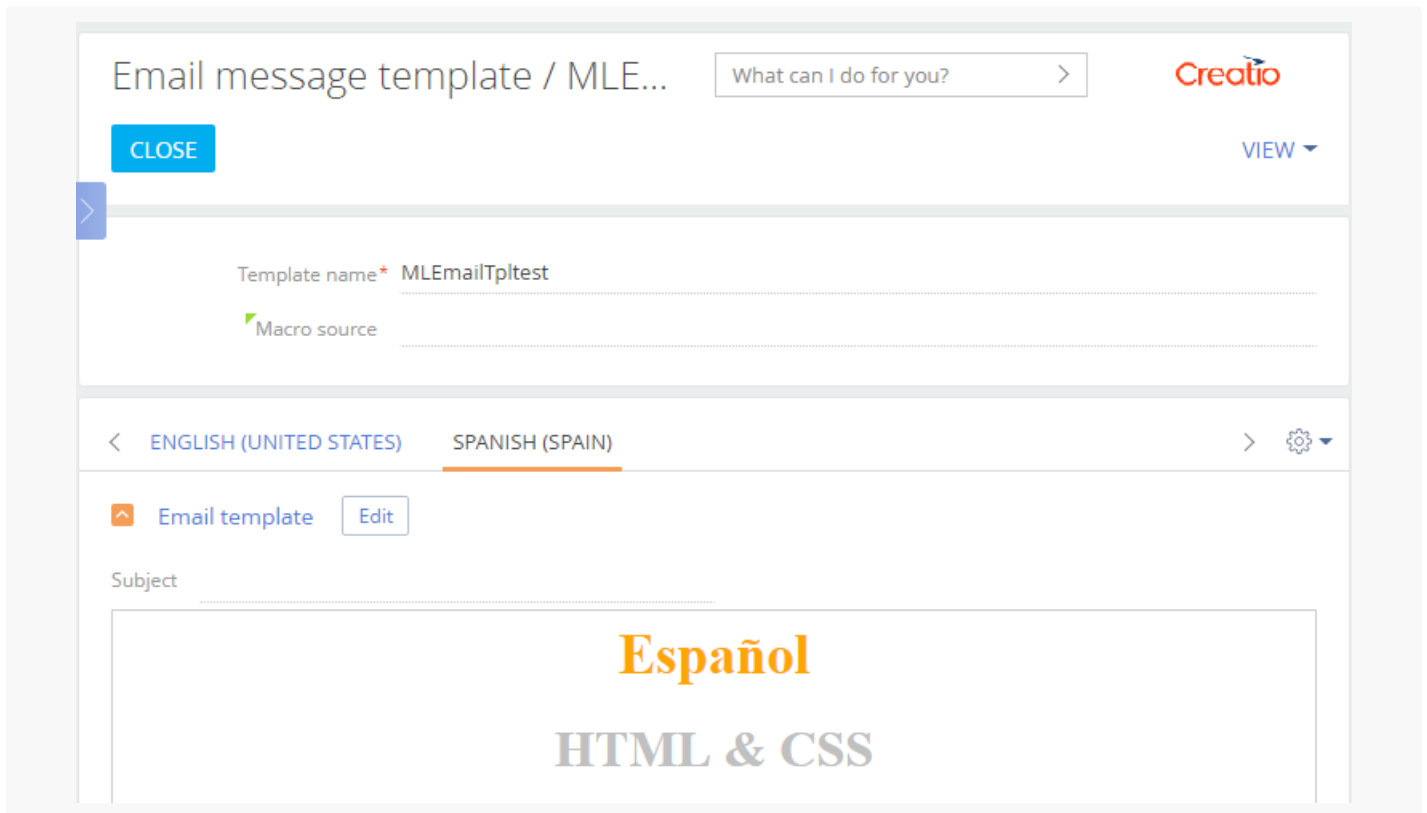 Email message template / MLE...
What can I do for you?
Creatio
CLOSE
VIEW
Template name* MLEmailTpltest
Macro source
ENGLISH (UNITED STATES) SPANISH (SPAIN)
Email template Edit
Subject
Español
HTML & CSS